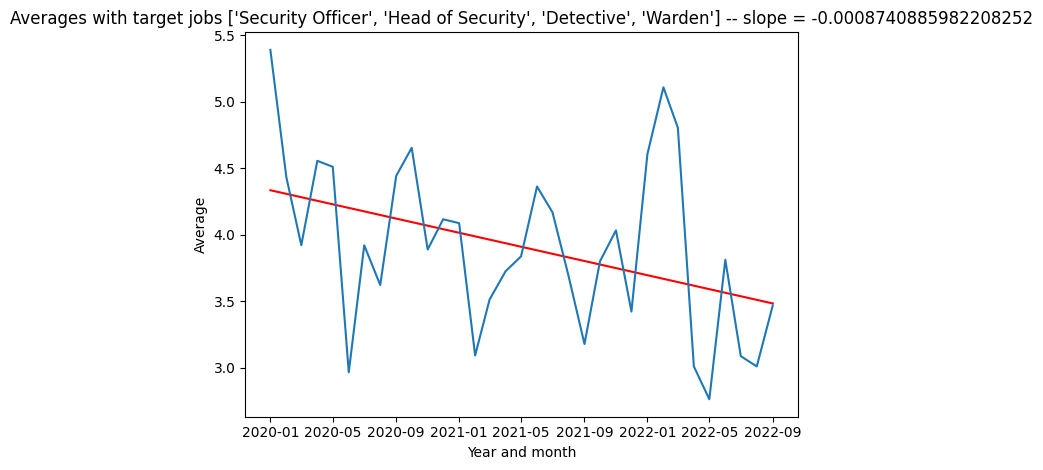 Averages with target jobs ['Security Officer', 'Head of Security', 'Detective', 'Warden'] -- slope = -0.0008740885982208252
5.5
5.0
4.5
4.0
3.5
3.0
Average
2020-01 2020-05 2020-09 2021-01 2021-05 2021-09 2022-01 2022-05 2022-09
Year and month